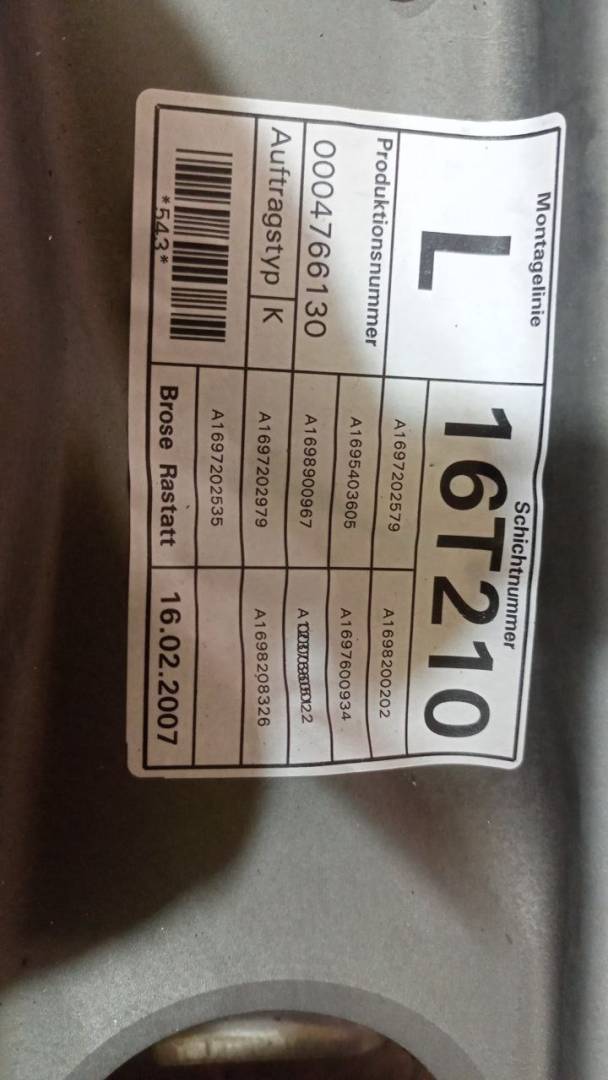 Montagelinie
L
Schichtnummer
16T210
Produktionsnummer
0004766130
Auftragstyp K
*543*
A1697202579 A1698200202
A1695403605 A1697600934
A1698900967
A1697202979 A1698208326
A1697202535
Brose Rastatt 16.02.2007